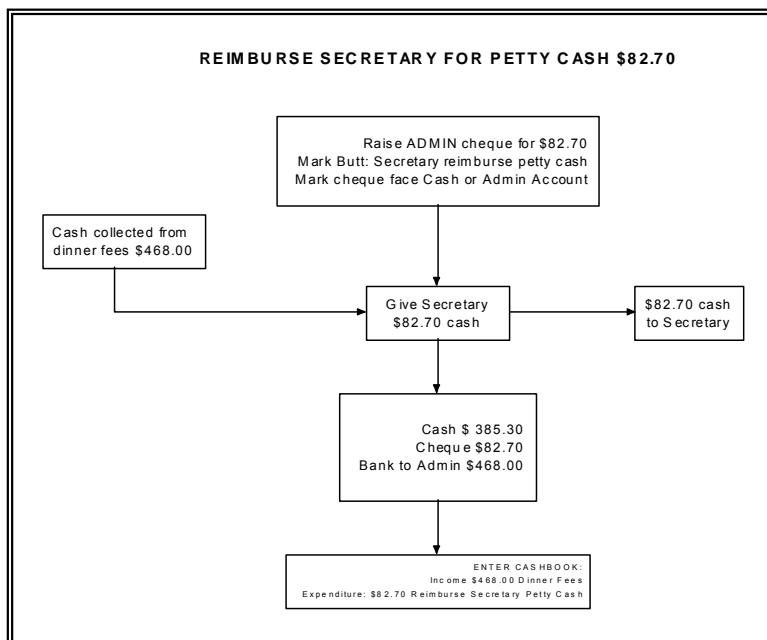 REIMBURSE SECRETARY FOR PETTY CASH $82.70
Raise ADMIN cheque for $82.70
Mark Butt: Secretary reimburse petty cash
Mark cheque face Cash or Admin Account
Cash collected from
dinner fees $468.00
Give Secretary
$82.70 cash
$82.70 cash
to Secretary
Cash $ 385.30
Cheque $82.70
Bank to Admin $468.00
ENTER CASHBOOK:
Income $468.00 Dinner Fees
Expenditure: $82.70 Reimburse Secretary Petty Cash